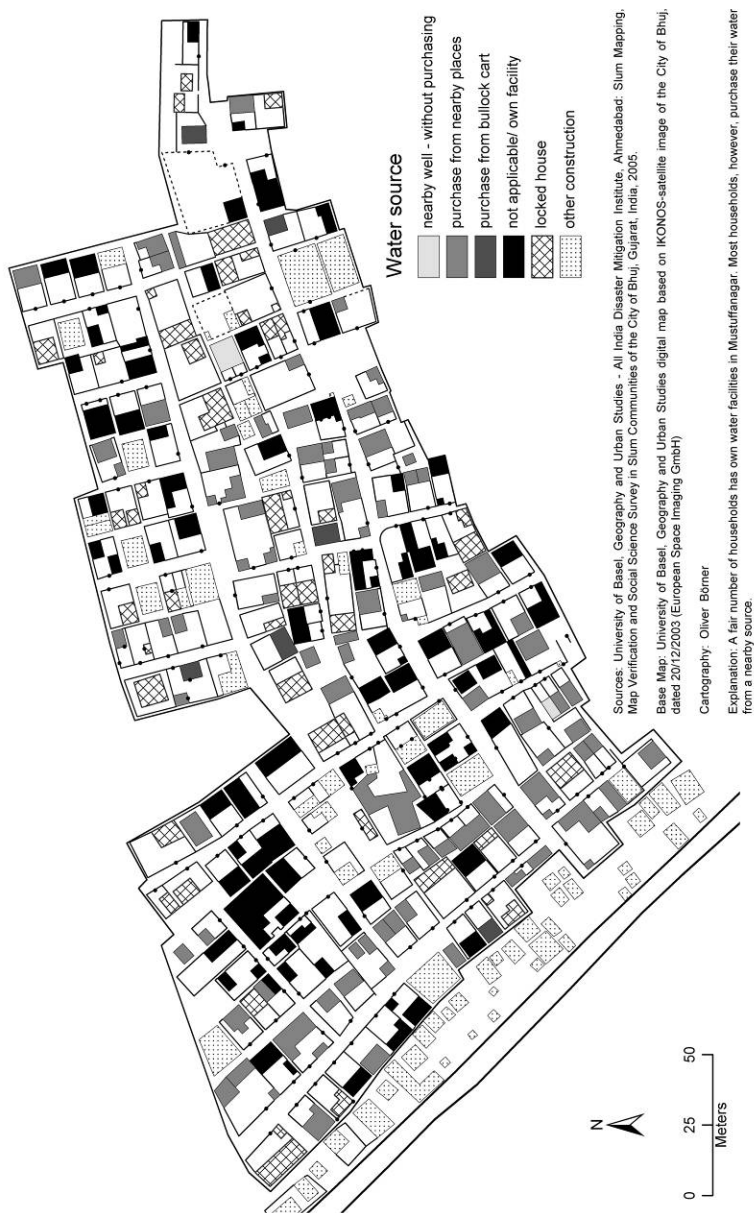 Water source
nearby well - without purchasing
purchase from nearby places
purchase from bullock cart
not applicable/ own facility
locked house
other construction
N
0 25 50
Meters
Sources: University of Basel, Geography and Urban Studies - All India Disaster Mitigation Institute, Ahmedabad: Slum Mapping,
Map Verification and Social Science Survey in Slum Communities of the City of Bhuj, Gujarat, India, 2005.
Base Map: University of Basel, Geography and Urban Studies digital map based on IKONOS-satellite image of the City of Bhuj,
dated 20/12/2003 (European Space Imaging GmbH)
Cartography: Oliver Börner
Explanation: A fair number of households has own water facilities in Mustuffanagar. Most households, however, purchase their water
from a nearby source.